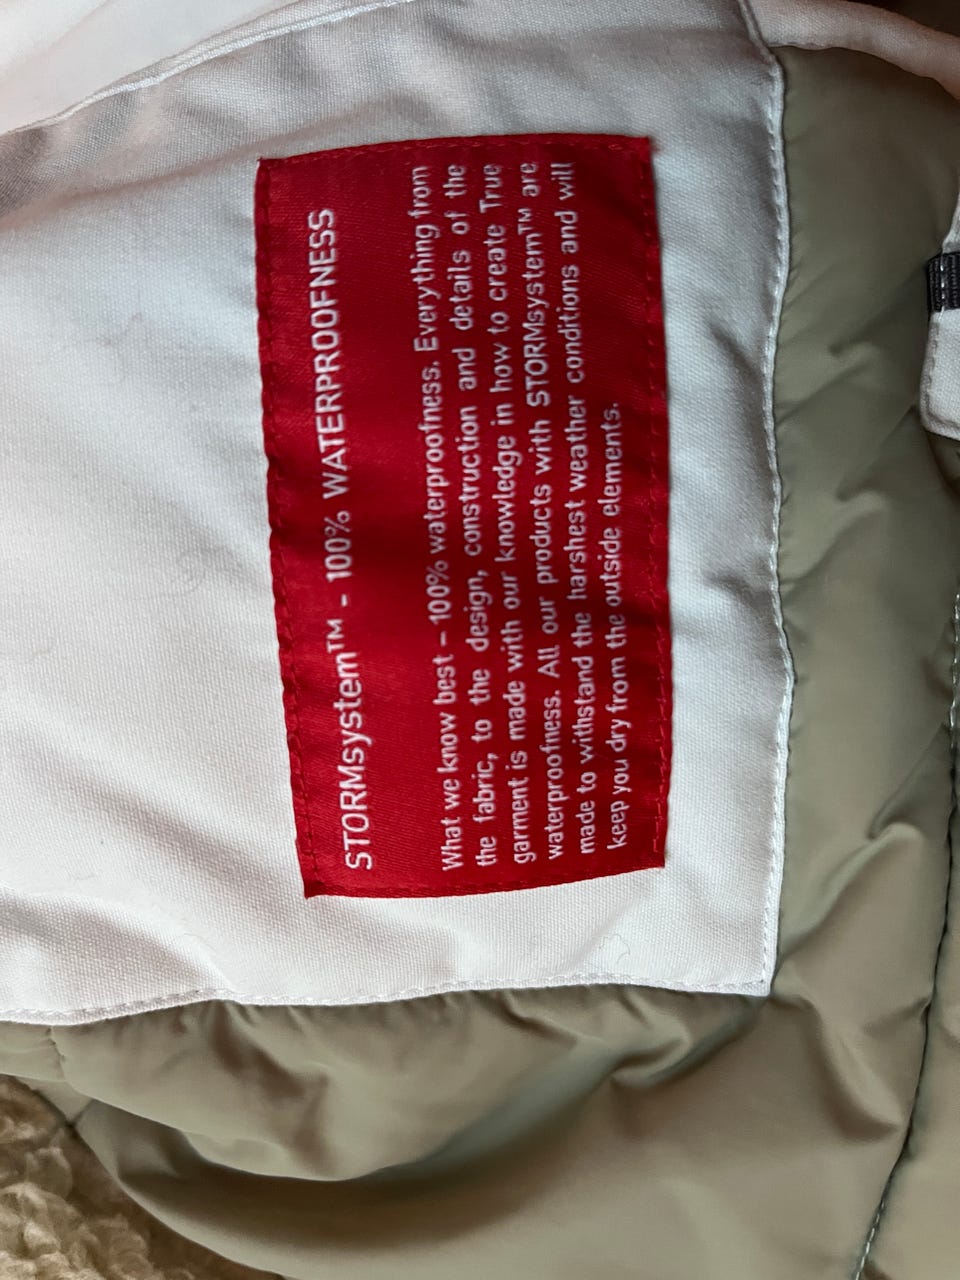 STORMsystem™ - 100% WATERPROOFNESS
What we know best – 100% waterproofness. Everything from
the fabric, to the design, construction and details of the
garment is made with our knowledge in how to create True
waterproofness. All our products with STORMsystem™ are
made to withstand the harshest weather conditions and will
keep you dry from the outside elements.